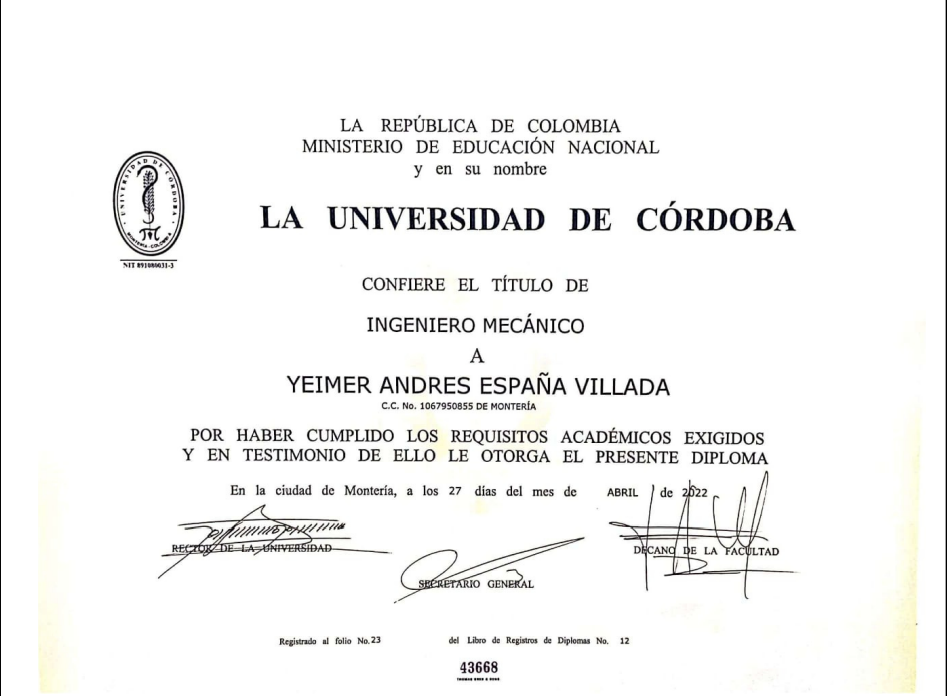 LA REPÚBLICA DE COLOMBIA
MINISTERIO DE EDUCACIÓN NACIONAL
y en su nombre
LA UNIVERSIDAD DE CÓRDOBA
UNIVERSIDAD DE CÓRDOBA
MONTERÍA - COLOMBIA
NIT 891080031-3
CONFIERE EL TÍTULO DE
INGENIERO MECÁNICO
A
YEIMER ANDRES ESPAÑA VILLADA
C.C. No. 1067950855 DE MONTERÍA
POR HABER CUMPLIDO LOS REQUISITOS ACADÉMICOS EXIGIDOS
Y EN TESTIMONIO DE ELLO LE OTORGA EL PRESENTE DIPLOMA
En la ciudad de Montería, a los 27 días del mes de ABRIL de 2022
RECTOR DE LA UNIVERSIDAD
DECANO DE LA FACULTAD
SECRETARIO GENERAL
Registrado al folio No. 23 del Libro de Registros de Diplomas No. 12
43668